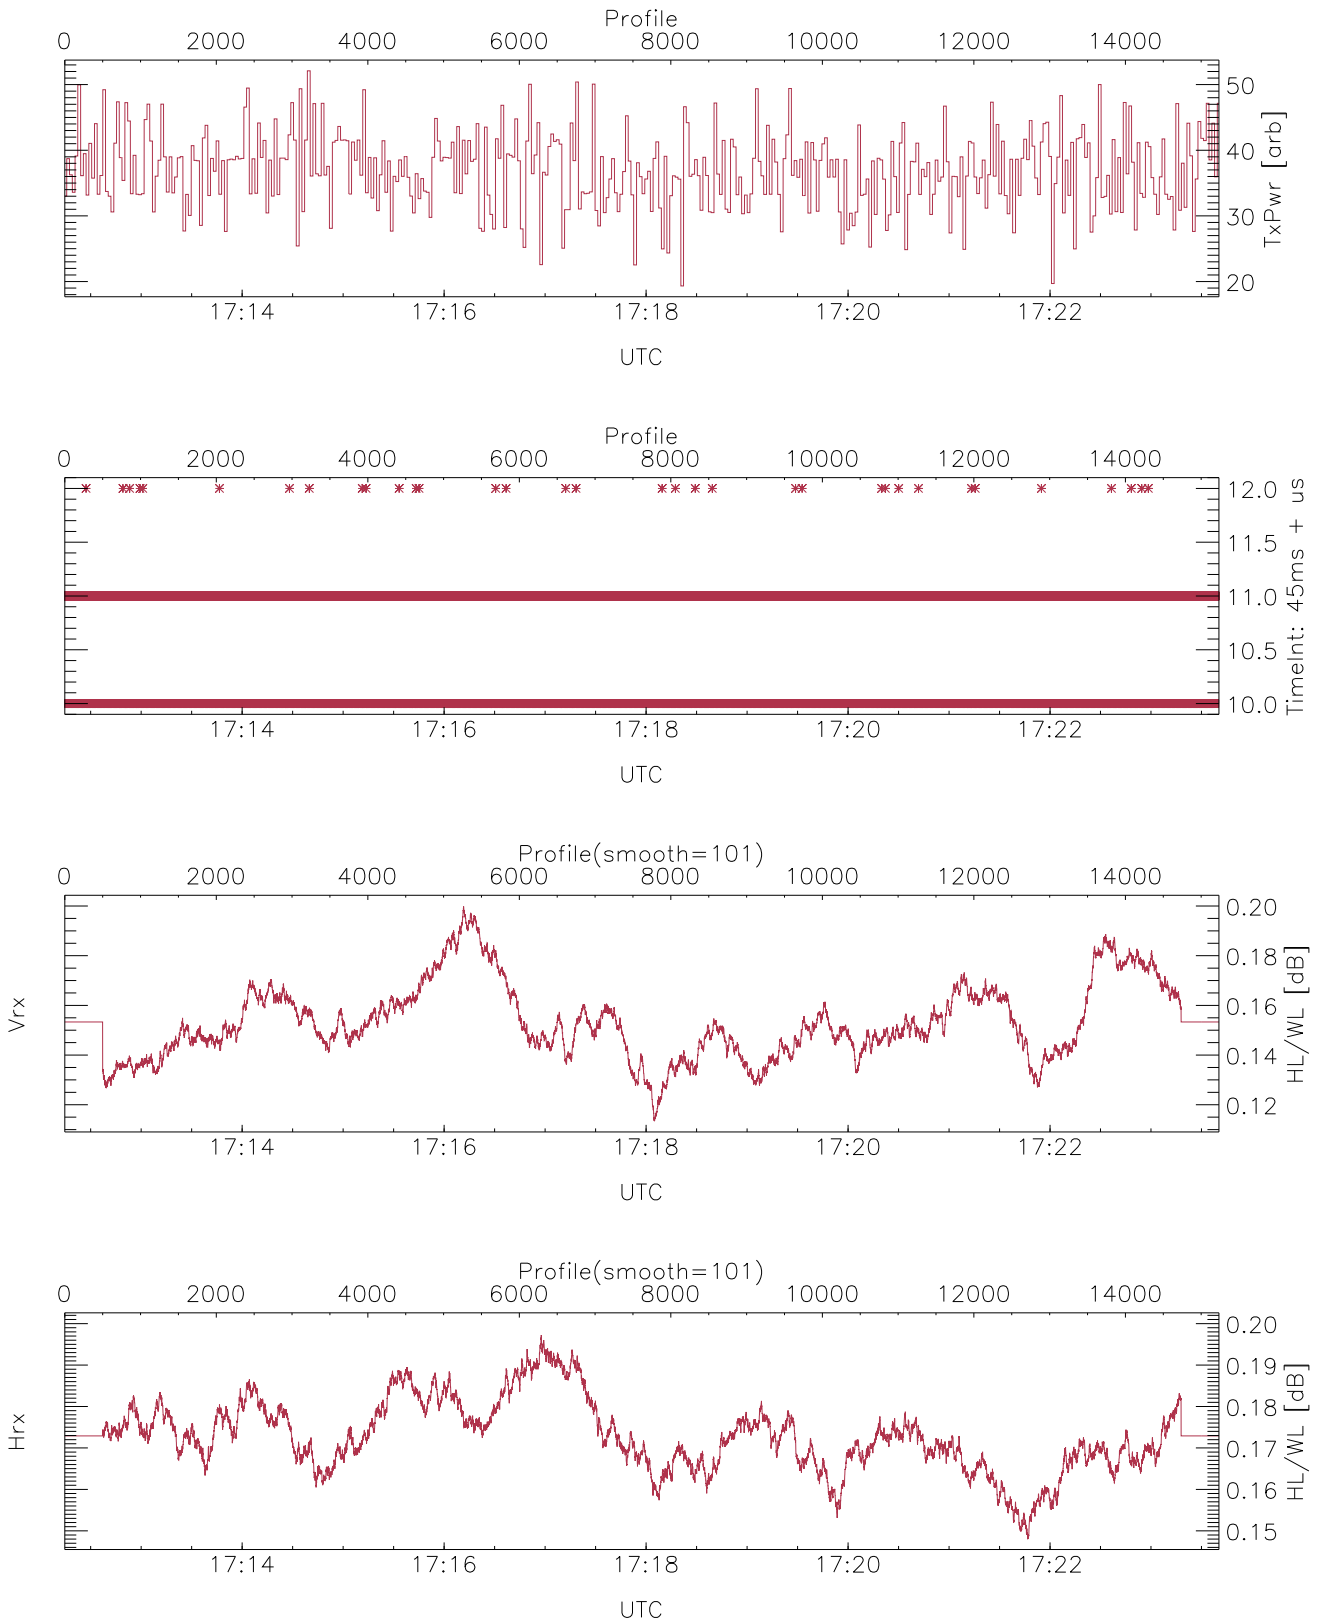 Profile
0 2000 4000 6000 8000 10000 12000 14000
50
40
30
20
TxPwr [arb]
17:14 17:16 17:18 17:20 17:22
UTC
Profile
0 2000 4000 6000 8000 10000 12000 14000
12.0
11.5
11.0
10.5
10.0
TimeInt: 45ms + us
17:14 17:16 17:18 17:20 17:22
UTC
Profile(smooth=101)
0 2000 4000 6000 8000 10000 12000 14000
Vrx
0.20
0.18
0.16
0.14
0.12
HL/WL [dB]
17:14 17:16 17:18 17:20 17:22
UTC
Profile(smooth=101)
0 2000 4000 6000 8000 10000 12000 14000
Hrx
0.20
0.19
0.18
0.17
0.16
0.15
HL/WL [dB]
17:14 17:16 17:18 17:20 17:22
UTC